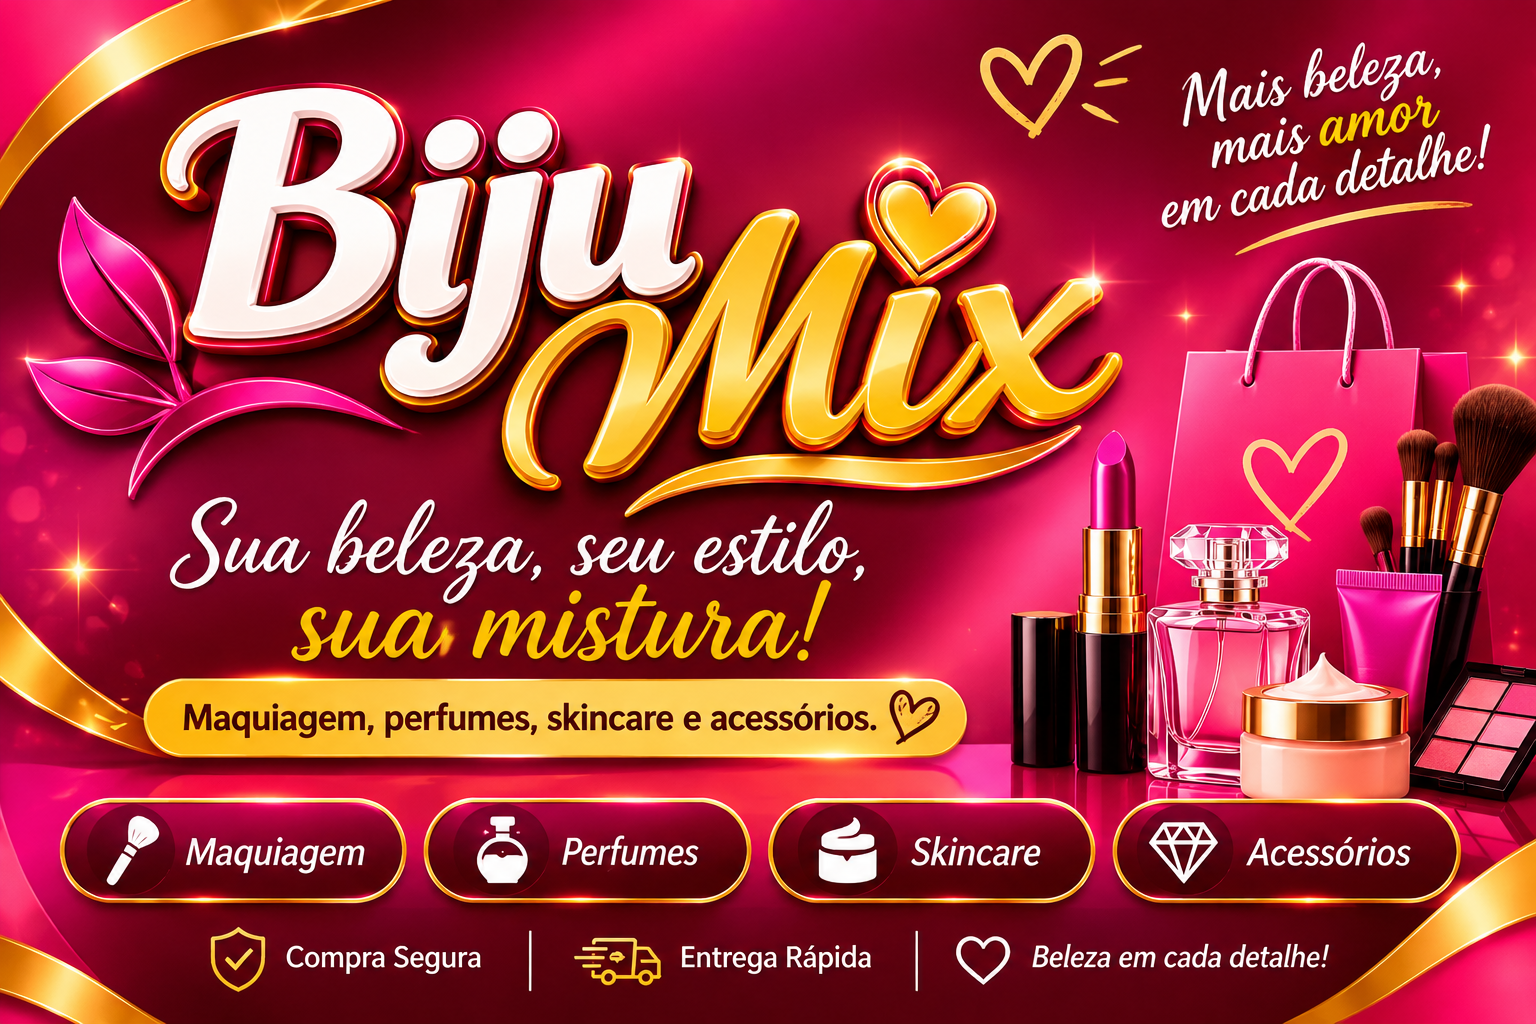 Biju
Mix
Mais beleza,
mais amor
em cada detalhe!
Sua beleza, seu estilo,
sua mistura!
Maquiagem, perfumes, skincare e acessórios.
Maquiagem
Perfumes
Skincare
Acessórios
Compra Segura
Entrega Rápida
Beleza em cada detalhe!